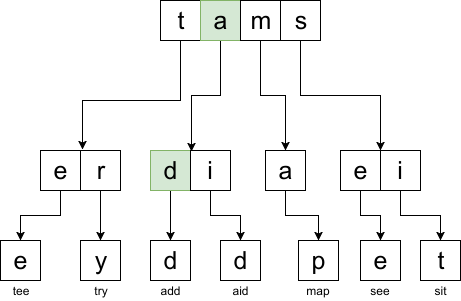 t a m s
e r d i a e i
e y d d p e t
tee try add aid map see sit